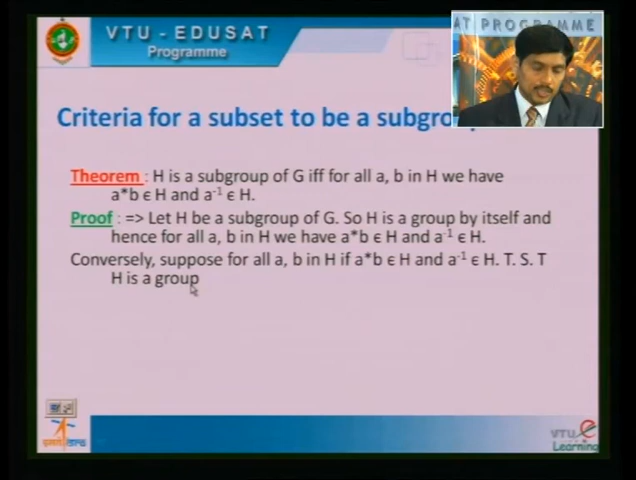 VTU - EDUSAT
Programme
AT PROGRAMME
Criteria for a subset to be a subgro
Theorem : H is a subgroup of G iff for all a, b in H we have
a*b ϵ H and a⁻¹ ϵ H.
Proof : => Let H be a subgroup of G. So H is a group by itself and
hence for all a, b in H we have a*b ϵ H and a⁻¹ ϵ H.
Conversely, suppose for all a, b in H if a*b ϵ H and a⁻¹ ϵ H. T. S. T
H is a group
VTU e
Learning